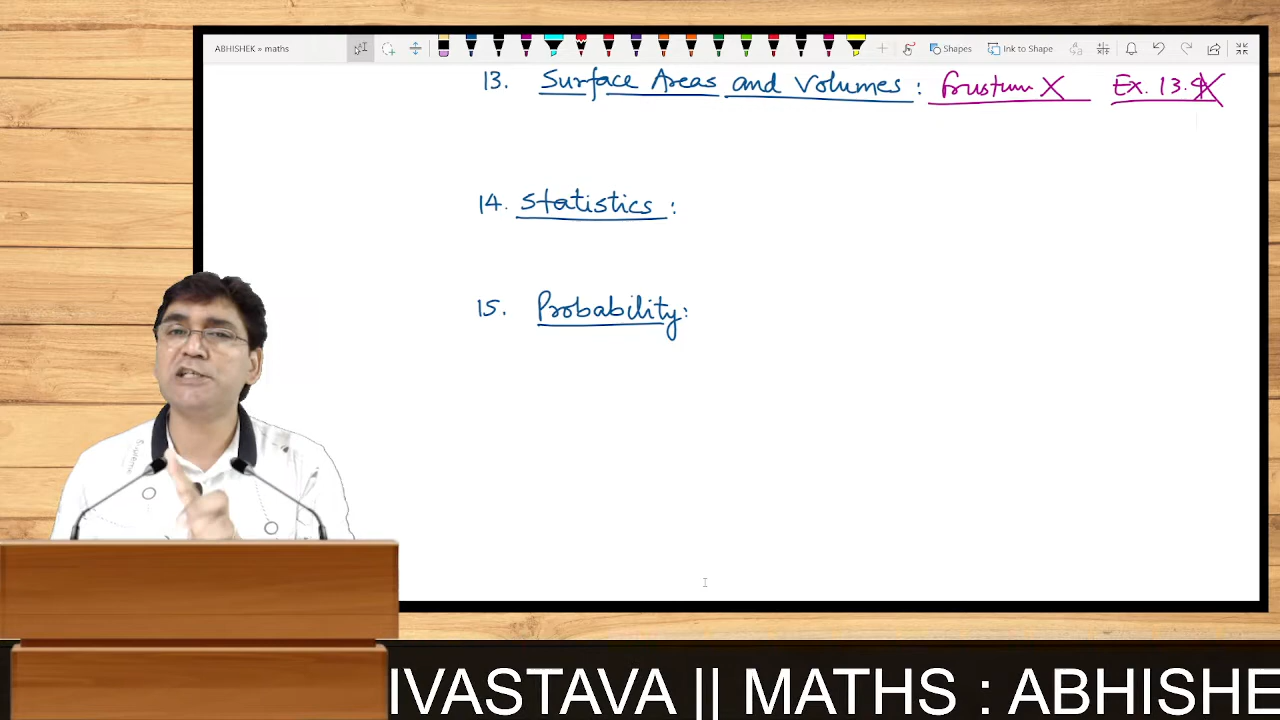 ABHISHEK » maths
Shapes
Ink to Shape
13. Surface Areas and Volumes : frustum X Ex. 13.4X
14. Statistics :
15. Probability:
IVASTAVA || MATHS : ABHISHE